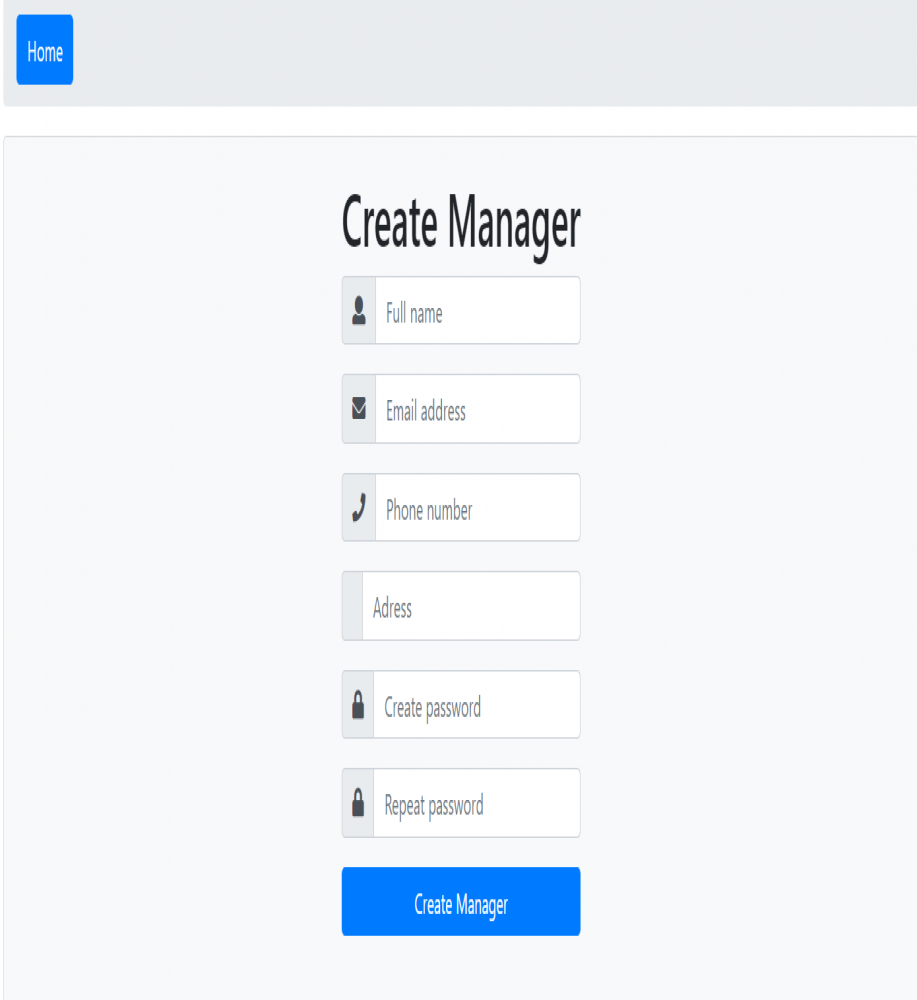 Home
Create Manager
Full name
Email address
Phone number
Adress
Create password
Repeat password
Create Manager